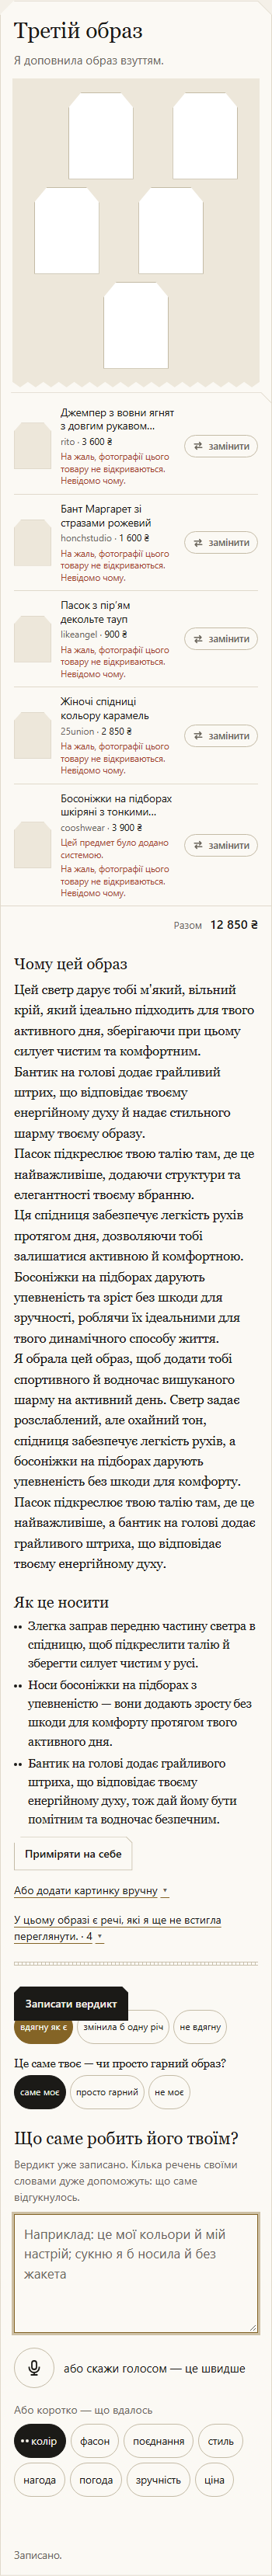 Третій образ
Я доповнила образ взуттям.
Джемпер з вовни ягнят
з довгим рукавом…
rito · 3 600 ₴
На жаль, фотографії цього
товару не відкриваються.
Невідомо чому.
замінити
Бант Маргарет зі
стразами рожевий
honchstudio · 1 600 ₴
На жаль, фотографії цього
товару не відкриваються.
Невідомо чому.
замінити
Пасок з пір’ям
декольте тауп
likeangel · 900 ₴
На жаль, фотографії цього
товару не відкриваються.
Невідомо чому.
замінити
Жіночі спідниці
кольору карамель
25union · 2 850 ₴
На жаль, фотографії цього
товару не відкриваються.
Невідомо чому.
замінити
Босоніжки на підборах
шкіряні з тонкими…
cooshwear · 3 900 ₴
Цей предмет було додано
системою.
На жаль, фотографії цього
товару не відкриваються.
Невідомо чому.
замінити
Разом 12 850 ₴
Чому цей образ
Цей светр дарує тобі м'який, вільний
крій, який ідеально підходить для твого
активного дня, зберігаючи при цьому
силует чистим та комфортним.
Бантик на голові додає грайливий
штрих, що відповідає твоєму
енергійному духу й надає стильного
шарму твоєму образу.
Пасок підкреслює твою талію там, де це
найважливіше, додаючи структури та
елегантності твоєму вбранню.
Ця спідниця забезпечує легкість рухів
протягом дня, дозволяючи тобі
залишатися активною й комфортною.
Босоніжки на підборах дарують
упевненість та зріст без шкоди для
зручності, роблячи їх ідеальними для
твого динамічного способу життя.
Я обрала цей образ, щоб додати тобі
спортивного й водночас вишуканого
шарму на активний день. Светр задає
розслаблений, але охайний тон,
спідниця забезпечує легкість рухів, а
босоніжки на підборах дарують
упевненість без шкоди для комфорту.
Пасок підкреслює твою талію там, де це
найважливіше, а бантик на голові додає
грайливого штриха, що відповідає
твоєму енергійному духу.
Як це носити
Злегка заправ передню частину светра в
спідницю, щоб підкреслити талію й
зберегти силует чистим у русі.
Носи босоніжки на підборах з
упевненістю — вони додають зросту без
шкоди для комфорту протягом твого
активного дня.
Бантик на голові додає грайливого
штриха, що відповідає твоєму
енергійному духу, тож дай йому бути
помітним та водночас безпечним.
Приміряти на себе
Або додати картинку вручну
У цьому образі є речі, які я ще не встигла
переглянути. · 4
Записати вердикт
вдягну як є
змінила б одну річ
не вдягну
Це саме твоє — чи просто гарний образ?
саме моє
просто гарний
не моє
Що саме робить його твоїм?
Вердикт уже записано. Кілька речень своїми
словами дуже допоможуть: що саме
відгукнулось.
Наприклад: це мої кольори й мій
настрій; сукню я б носила й без
жакета
або скажи голосом — це швидше
Або коротко — що вдалось
колір
фасон
поєднання
стиль
нагода
погода
зручність
ціна
Записано.